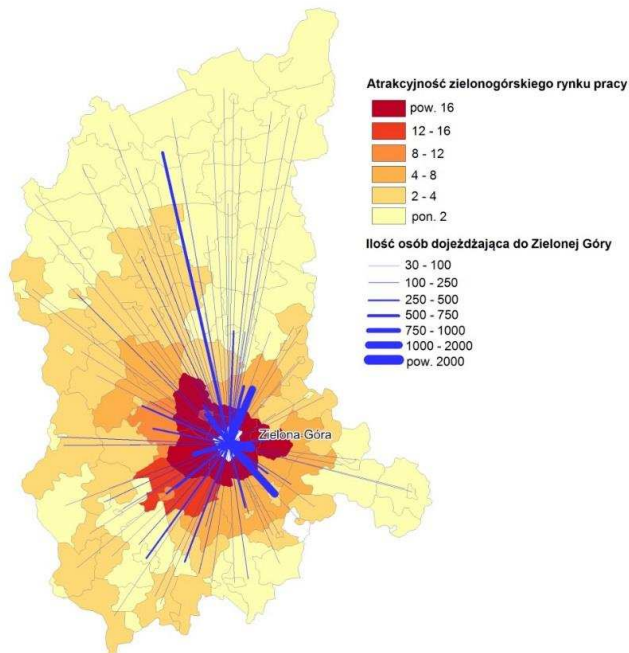 Atrakcyjność zielonogórskiego rynku pracy
pow. 16
12 - 16
8 - 12
4 - 8
2 - 4
pon. 2
Ilość osób dojeżdżająca do Zielonej Góry
30 - 100
100 - 250
250 - 500
500 - 750
750 - 1000
1000 - 2000
pow. 2000
Zielona Góra